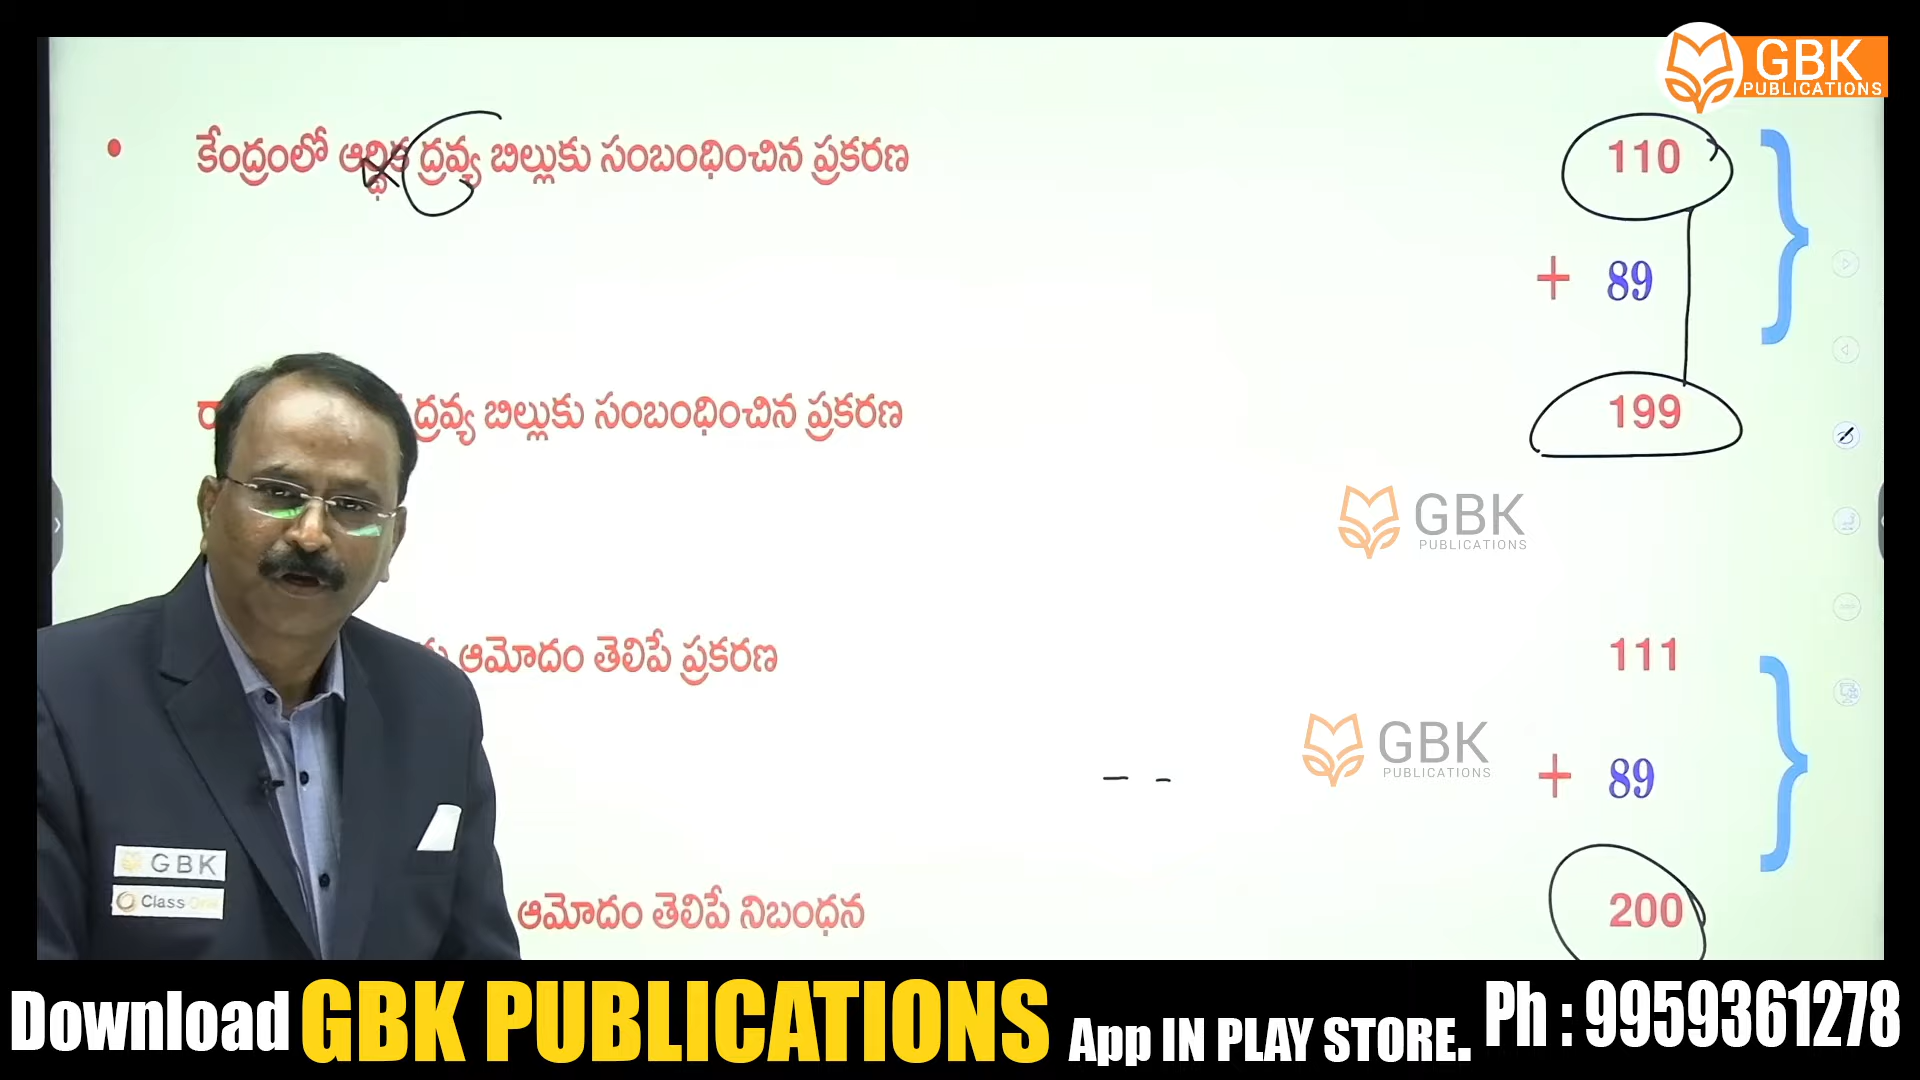 GBK
PUBLICATIONS
• కేంద్రంలో ఆర్థిక ద్రవ్య బిల్లుకు సంబంధించిన ప్రకరణ 110
+ 89
ద్రవ్య బిల్లుకు సంబంధించిన ప్రకరణ 199
GBK
PUBLICATIONS
ఆమోదం తెలిపే ప్రకరణ 111
GBK
PUBLICATIONS
+ 89
GBK
Class
ఆమోదం తెలిపే నిబంధన 200
Download GBK PUBLICATIONS App IN PLAY STORE. Ph : 9959361278